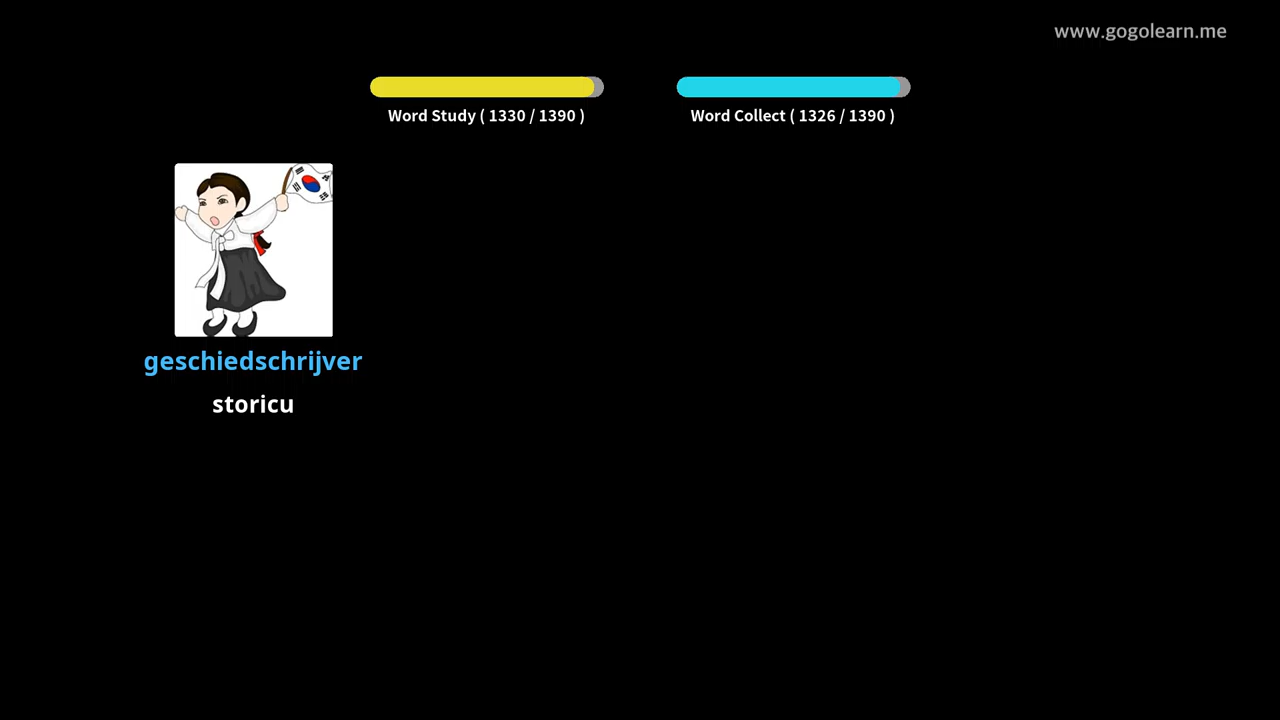 www.gogolearn.me
Word Study ( 1330 / 1390 )
Word Collect ( 1326 / 1390 )
geschiedschrijver
storicu